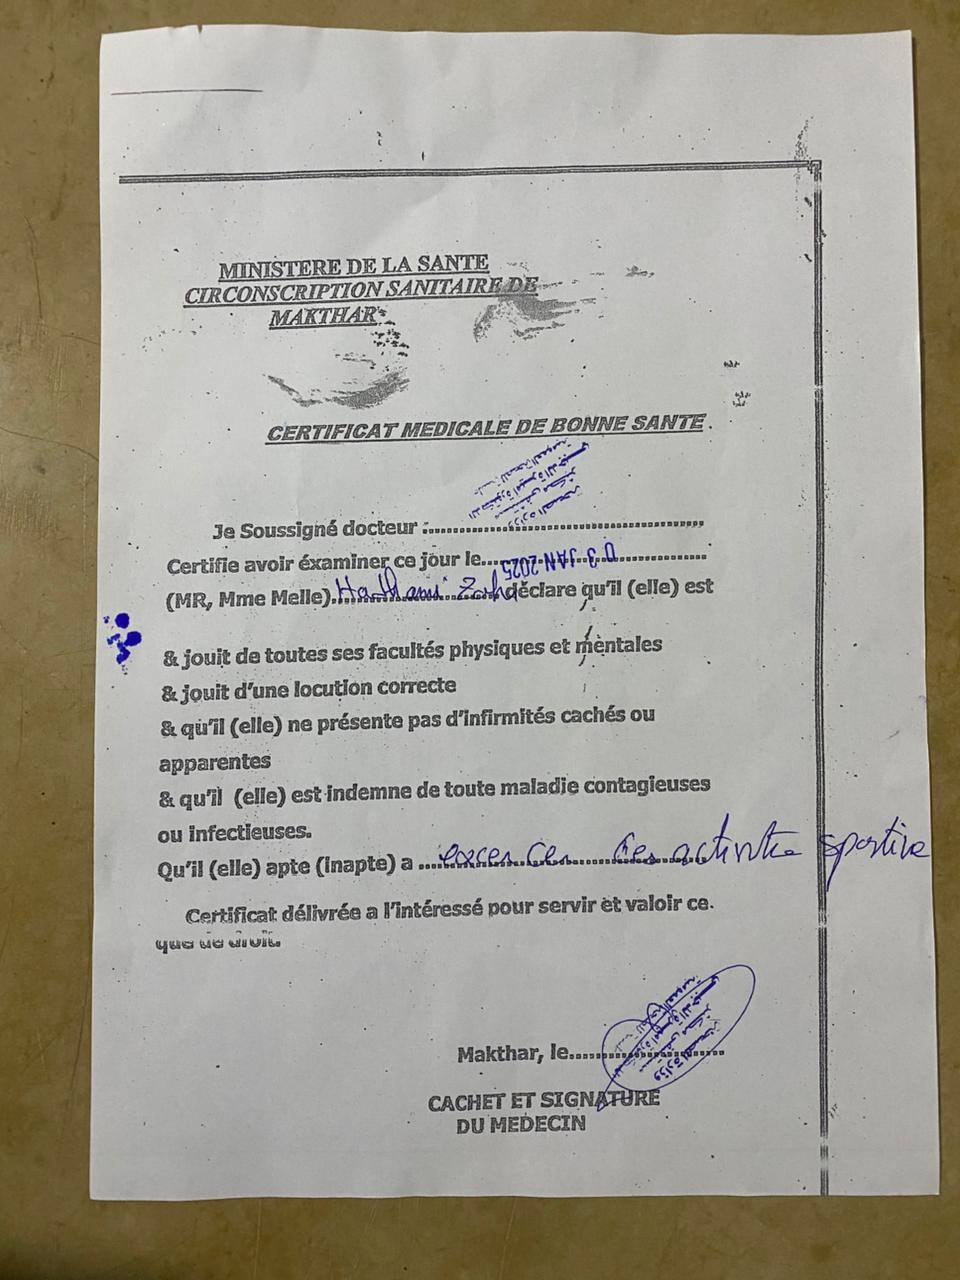 MINISTERE DE LA SANTE
CIRCONSCRIPTION SANITAIRE DE
MAKTHAR
CERTIFICAT MEDICALE DE BONNE SANTE.
Je Soussigné docteur :
Certifie avoir éxaminer ce jour le 03 JAN 2025
(MR, Mme Melle) déclare qu'il (elle) est
& jouit de toutes ses facultés physiques et mentales
& jouit d'une locution correcte
& qu'il (elle) ne présente pas d'infirmités cachés ou
apparentes
& qu'il (elle) est indemne de toute maladie contagieuses
ou infectieuses.
Qu'il (elle) apte (inapte) a des activités sportive
Certificat délivrée a l'intéressé pour servir et valoir ce.
que de droit.
Makthar, le
CACHET ET SIGNATURE
DU MEDECIN